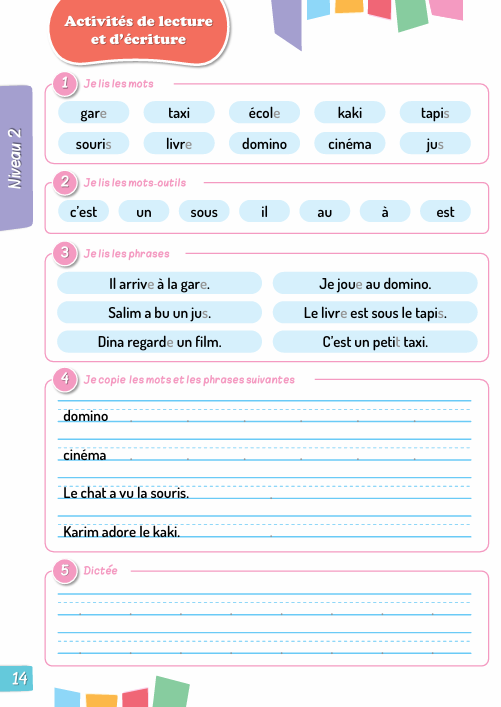 Activités de lecture
et d'écriture
Niveau 2
1 Je lis les mots
gare taxi école kaki tapis
souris livre domino cinéma jus
2 Je lis les mots-outils
c'est un sous il au à est
3 Je lis les phrases
Il arrive à la gare. Je joue au domino.
Salim a bu un jus. Le livre est sous le tapis.
Dina regarde un film. C'est un petit taxi.
4 Je copie les mots et les phrases suivantes
domino
cinéma
Le chat a vu la souris.
Karim adore le kaki.
5 Dictée
14